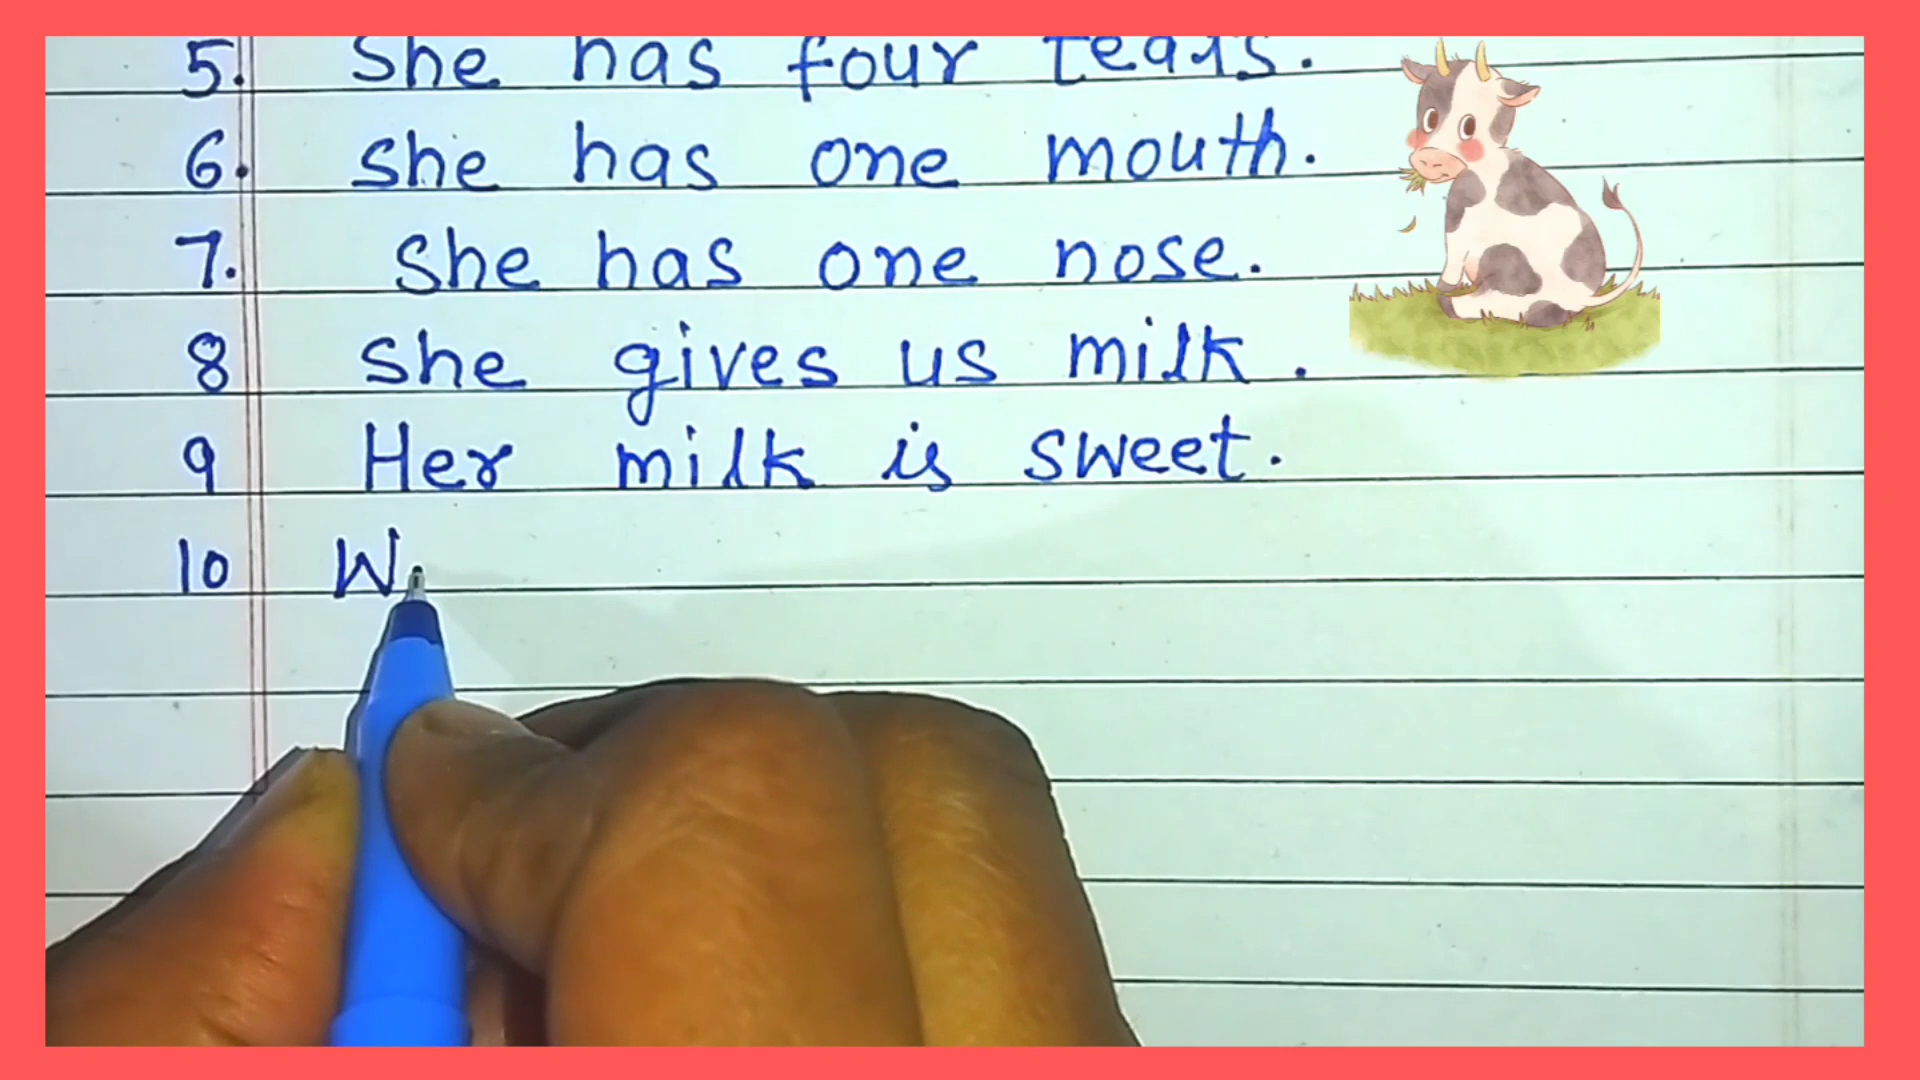 5. She has four teats.
6. she has one mouth.
7. She has one nose.
8 she gives us milk.
9 Her milk is sweet.
10 W